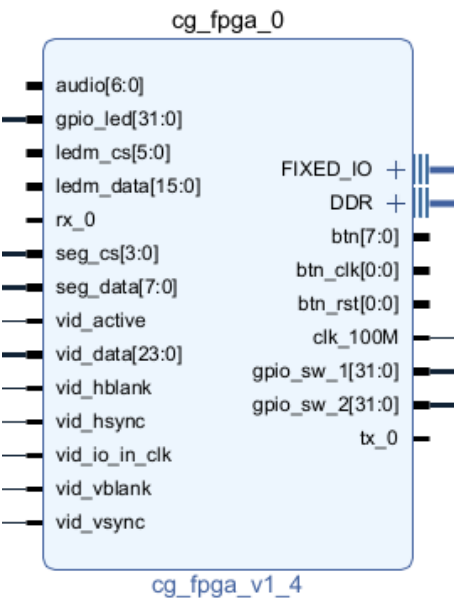 cg_fpga_0
audio[6:0]
gpio_led[31:0]
ledm_cs[5:0]
ledm_data[15:0]
rx_0
seg_cs[3:0]
seg_data[7:0]
vid_active
vid_data[23:0]
vid_hblank
vid_hsync
vid_io_in_clk
vid_vblank
vid_vsync
FIXED_IO
DDR
btn[7:0]
btn_clk[0:0]
btn_rst[0:0]
clk_100M
gpio_sw_1[31:0]
gpio_sw_2[31:0]
tx_0
cg_fpga_v1_4